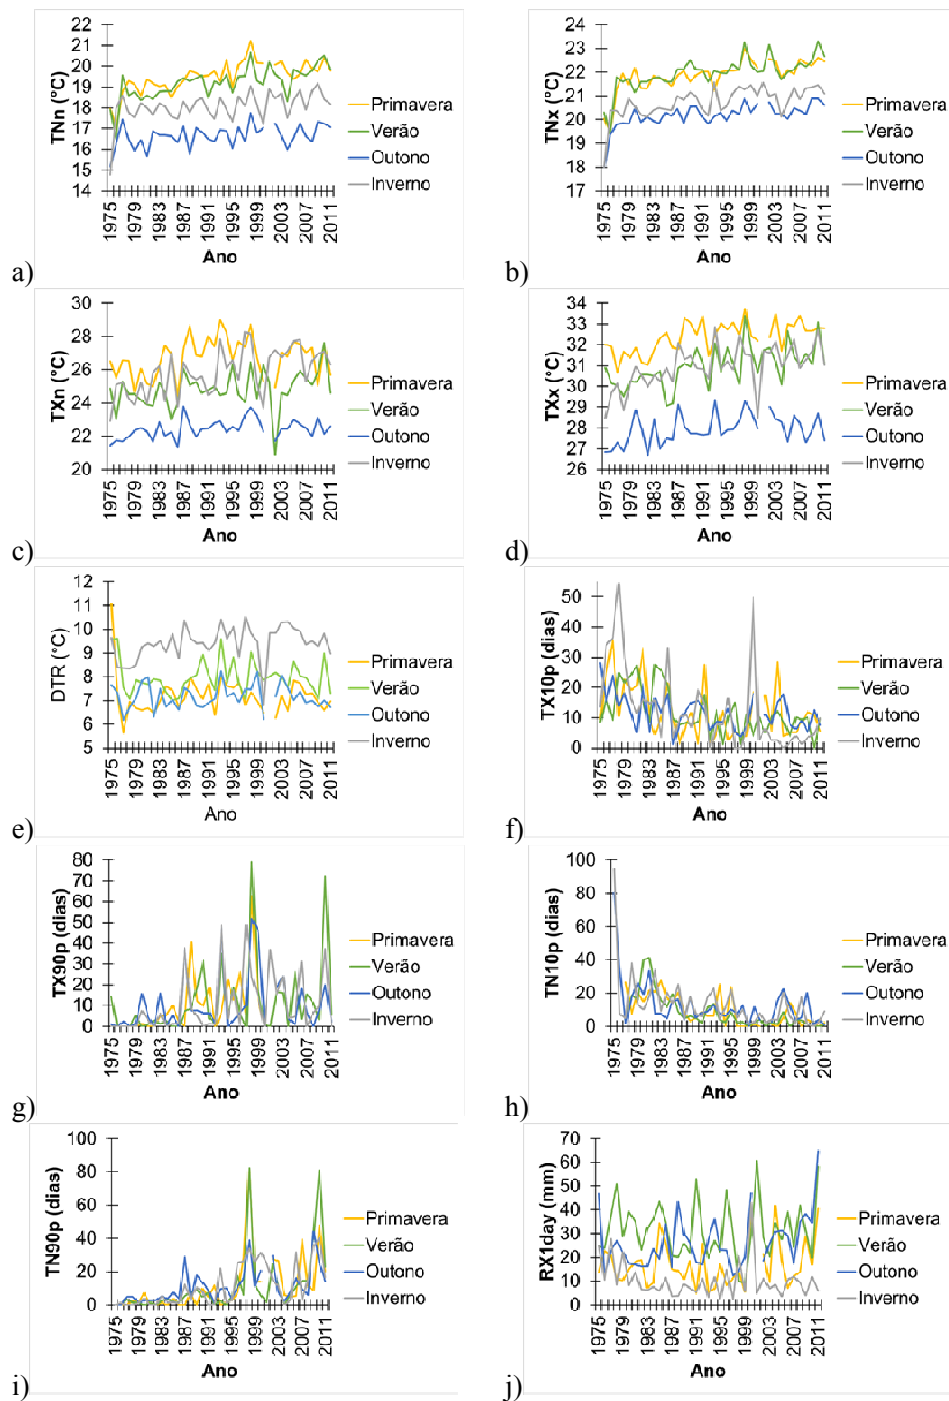 TNn (°C)
22
21
20
19
18
17
16
15
14
1975
1979
1983
1987
1991
1995
1999
2003
2007
2011
Ano
Primavera
Verão
Outono
Inverno
a)
TNx (°C)
24
23
22
21
20
19
18
17
1975
1979
1983
1987
1991
1995
1999
2003
2007
2011
Ano
Primavera
Verão
Outono
Inverno
b)
TXn (°C)
30
28
26
24
22
20
1975
1979
1983
1987
1991
1995
1999
2003
2007
2011
Ano
Primavera
Verão
Outono
Inverno
c)
TXx (°C)
34
33
32
31
30
29
28
27
26
1975
1979
1983
1987
1991
1995
1999
2003
2007
2011
Ano
Primavera
Verão
Outono
Inverno
d)
DTR (°C)
12
11
10
9
8
7
6
5
1975
1979
1983
1987
1991
1995
1999
2003
2007
2011
Ano
Primavera
Verão
Outono
Inverno
e)
TX10p (dias)
50
40
30
20
10
0
1975
1979
1983
1987
1991
1995
1999
2003
2007
2011
Ano
Primavera
Verão
Outono
Inverno
f)
TX90p (dias)
80
70
60
50
40
30
20
10
0
1975
1979
1983
1987
1991
1995
1999
2003
2007
2011
Ano
Primavera
Verão
Outono
Inverno
g)
TN10p (dias)
100
80
60
40
20
0
1975
1979
1983
1987
1991
1995
1999
2003
2007
2011
Ano
Primavera
Verão
Outono
Inverno
h)
TN90p (dias)
100
80
60
40
20
0
1975
1979
1983
1987
1991
1995
1999
2003
2007
2011
Ano
Primavera
Verão
Outono
Inverno
i)
RX1day (mm)
70
60
50
40
30
20
10
0
1975
1979
1983
1987
1991
1995
1999
2003
2007
2011
Ano
Primavera
Verão
Outono
Inverno
j)